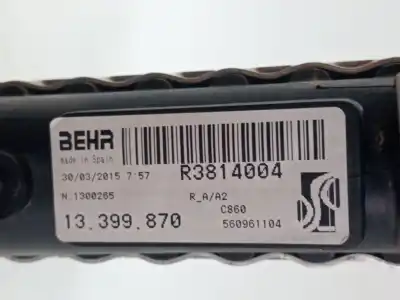 BEHR
made in Spain
30/03/2015 7:57 R3814004
N.1300265 R_A/A2
C860
13.399.870 560961104